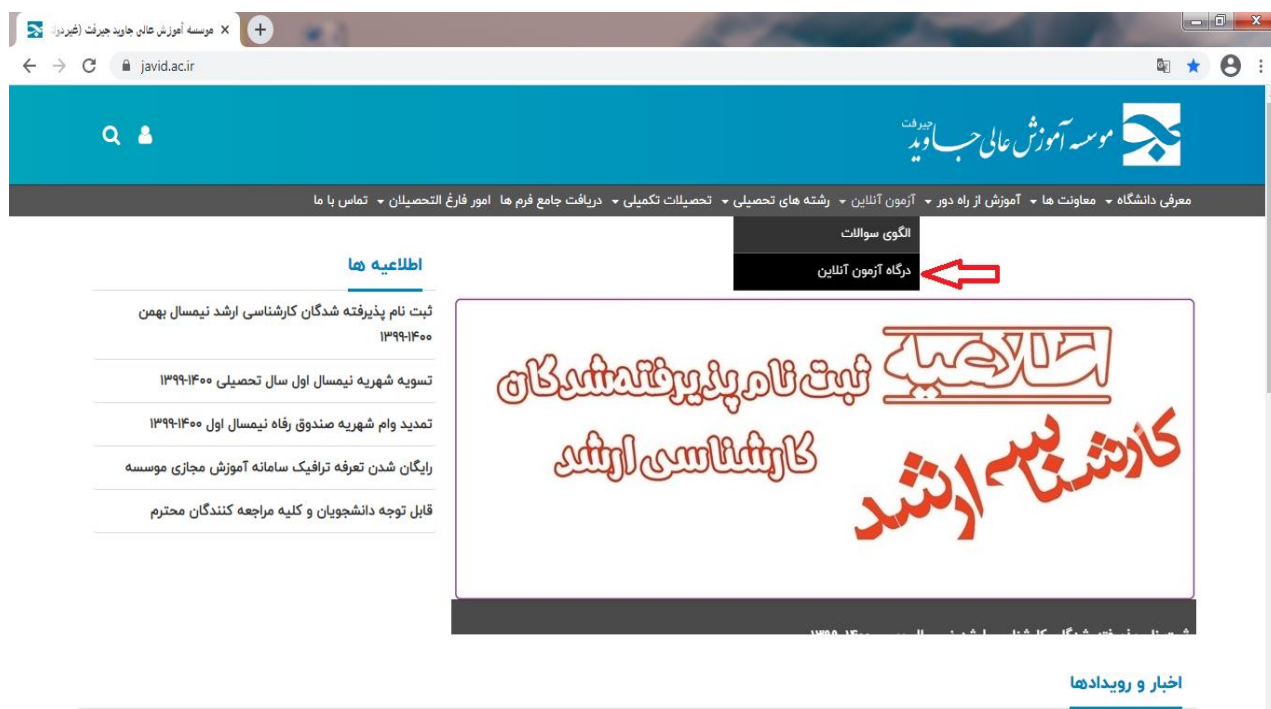 موسسه آموزش عالی جاوید جیرفت (غیردول
javid.ac.ir
موسسه آموزش عالی جاوید جیرفت
معرفی دانشگاه معاونت ها آموزش از راه دور آزمون آنلاین رشته های تحصیلی تحصیلات تکمیلی دریافت جامع فرم ها امور فارغ التحصیلان تماس با ما
الگوی سوالات
درگاه آزمون آنلاین
اطلاعیه
ثبت نام پذیرفته شدگان
کارشناسی ارشد
کارشناسی ارشد
اطلاعیه ها
ثبت نام پذیرفته شدگان کارشناسی ارشد نیمسال بهمن
۱۳۹۹-۱۴۰۰
تسویه شهریه نیمسال اول سال تحصیلی ۱۴۰۰-۱۳۹۹
تمدید وام شهریه صندوق رفاه نیمسال اول ۱۴۰۰-۱۳۹۹
رایگان شدن تعرفه ترافیک سامانه آموزش مجازی موسسه
قابل توجه دانشجویان و کلیه مراجعه کنندگان محترم
اخبار و رویدادها